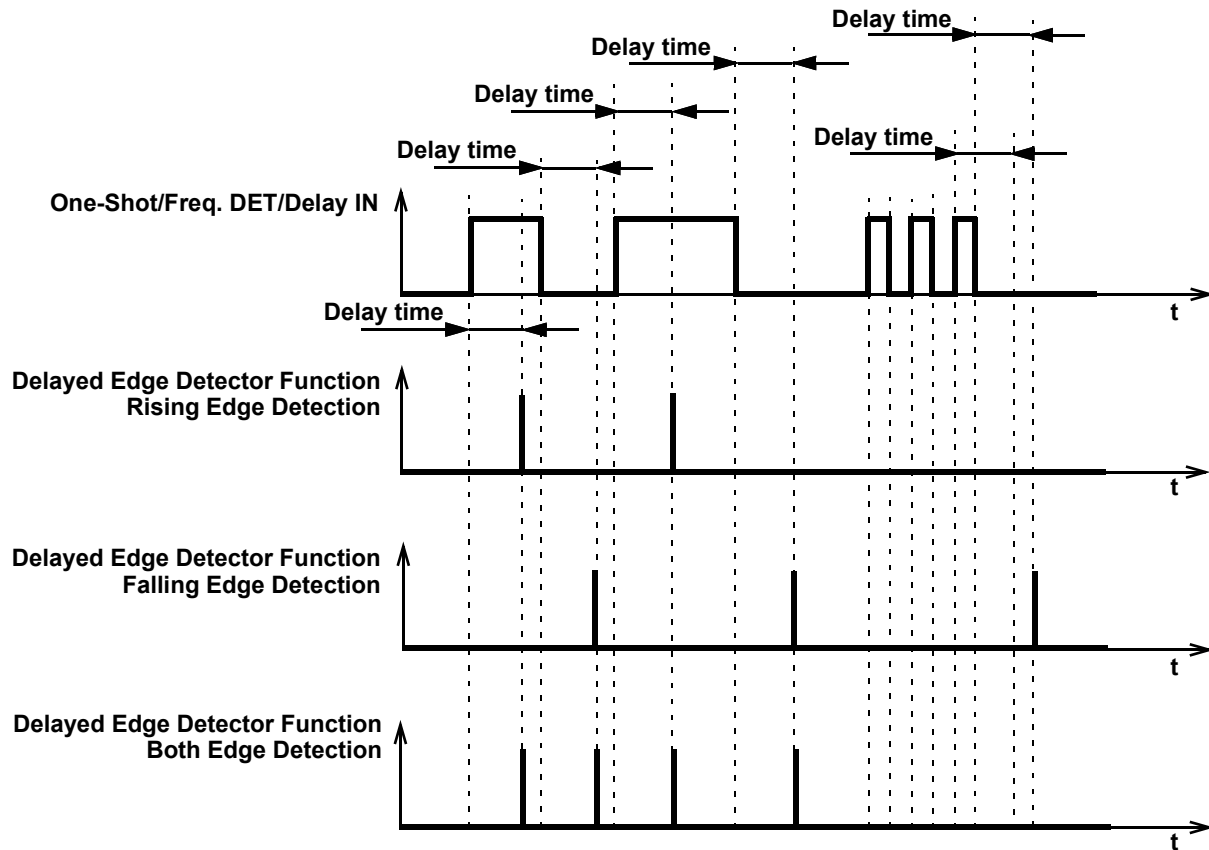 Delay time
Delay time
Delay time
Delay time
Delay time
One-Shot/Freq. DET/Delay IN
t
Delay time
Delayed Edge Detector Function
Rising Edge Detection
t
Delayed Edge Detector Function
Falling Edge Detection
t
Delayed Edge Detector Function
Both Edge Detection
t